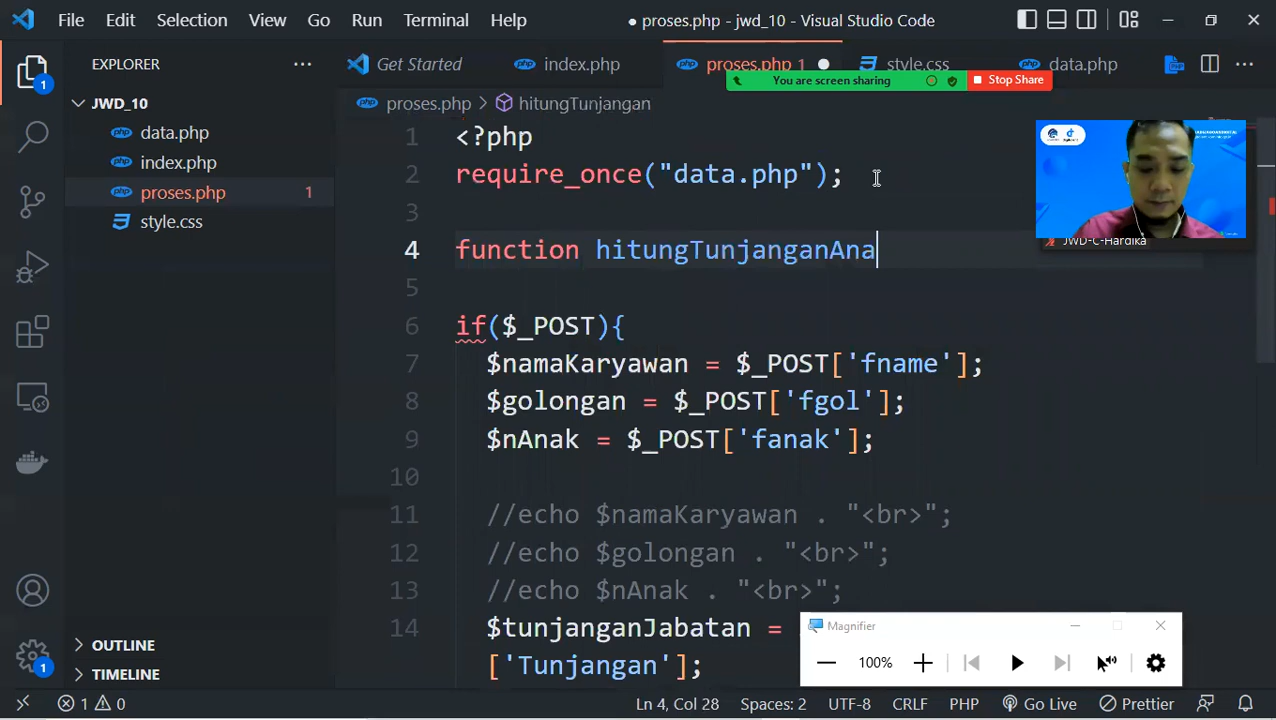 File Edit Selection View Go Run Terminal Help ● proses.php - jwd_10 - Visual Studio Code
EXPLORER
Get Started index.php proses.php 1 style.css data.php
You are screen sharing Stop Share
JWD_10
data.php
index.php
proses.php 1
style.css
proses.php > hitungTunjangan
1 <?php
2 require_once("data.php");
3
4 function hitungTunjanganAna
5
6 if($_POST){
7 $namaKaryawan = $_POST['fname'];
8 $golongan = $_POST['fgol'];
9 $nAnak = $_POST['fanak'];
10
11 //echo $namaKaryawan . "<br>";
12 //echo $golongan . "<br>";
13 //echo $nAnak . "<br>";
14 $tunjanganJabatan =
['Tunjangan'];
JWD-C-Hardika
Magnifier
100%
OUTLINE
TIMELINE
1 0 Ln 4, Col 28 Spaces: 2 UTF-8 CRLF PHP Go Live Prettier